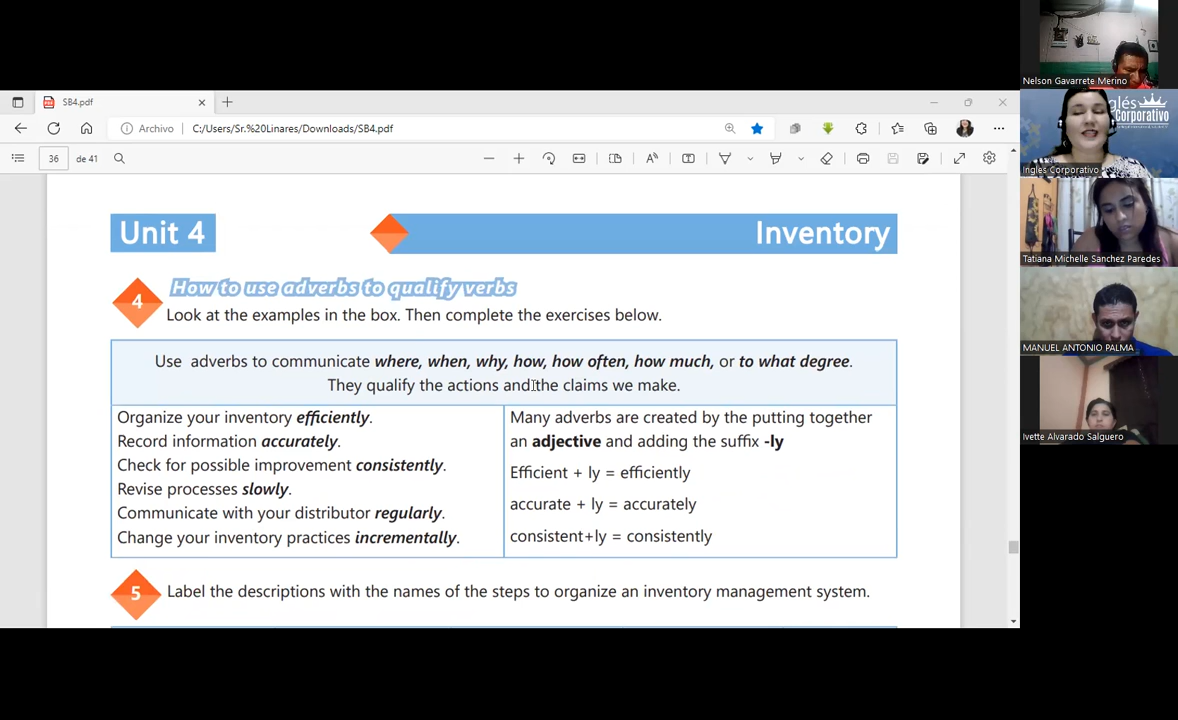 SB4.pdf
Archivo
C:/Users/Sr.%20Linares/Downloads/SB4.pdf
36 de 41
Unit 4
Inventory
4
How to use adverbs to qualify verbs
Look at the examples in the box. Then complete the exercises below.
Use adverbs to communicate where, when, why, how, how often, how much, or to what degree.
They qualify the actions and the claims we make.
Organize your inventory efficiently.
Record information accurately.
Check for possible improvement consistently.
Revise processes slowly.
Communicate with your distributor regularly.
Change your inventory practices incrementally.
Many adverbs are created by the putting together
an adjective and adding the suffix -ly
Efficient + ly = efficiently
accurate + ly = accurately
consistent+ly = consistently
5
Label the descriptions with the names of the steps to organize an inventory management system.
Nelson Gavarrete Merino
glés
Corporativo
Inglés Corporativo
Tatiana Michelle Sanchez Paredes
MANUEL ANTONIO PALMA
Ivette Alvarado Salguero